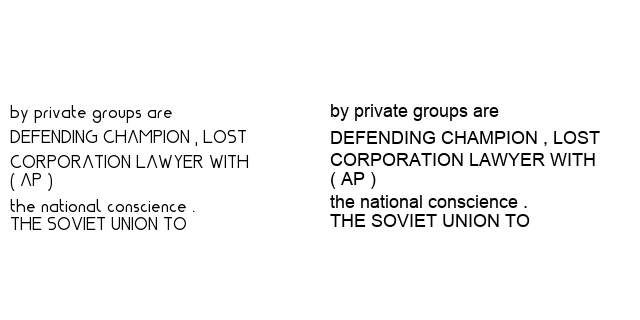 by private groups are
DEFENDING CHAMPION , LOST
CORPORATION LAWYER WITH
( AP )
the national conscience .
THE SOVIET UNION TO
by private groups are
DEFENDING CHAMPION , LOST
CORPORATION LAWYER WITH
( AP )
the national conscience .
THE SOVIET UNION TO